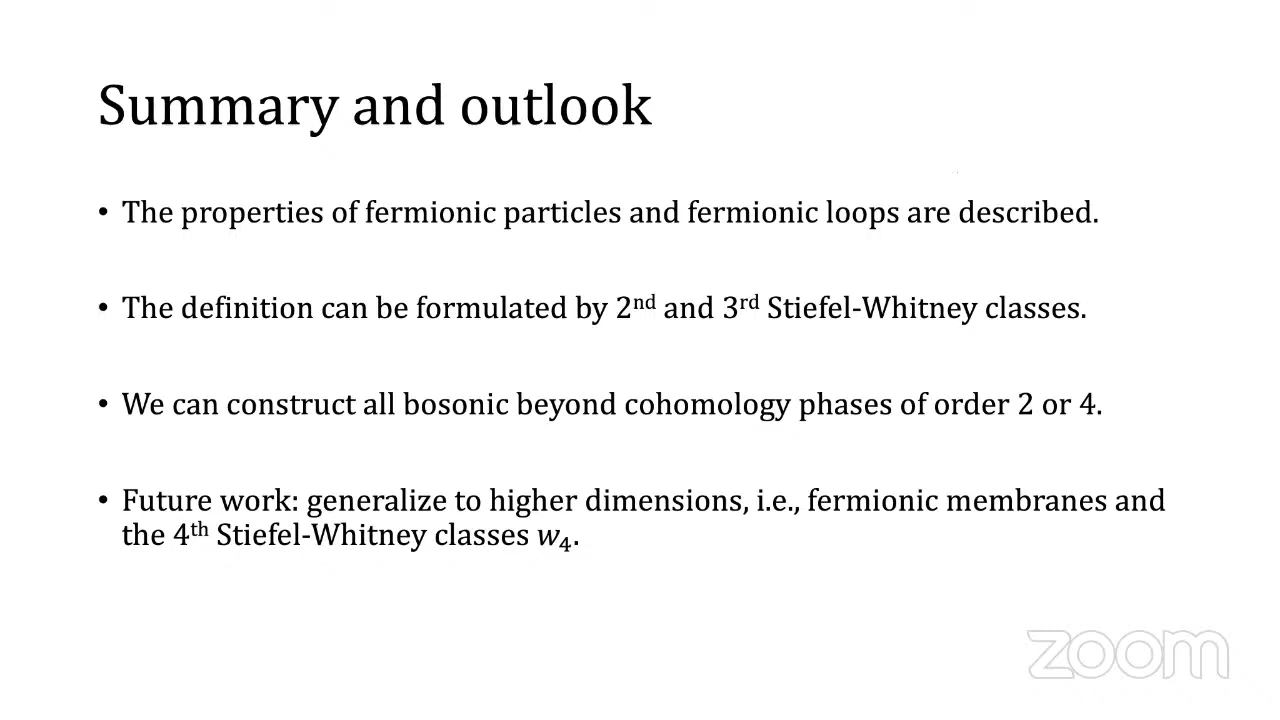 Summary and outlook
• The properties of fermionic particles and fermionic loops are described.
• The definition can be formulated by 2nd and 3rd Stiefel-Whitney classes.
• We can construct all bosonic beyond cohomology phases of order 2 or 4.
• Future work: generalize to higher dimensions, i.e., fermionic membranes and
the 4th Stiefel-Whitney classes w₄.
zoom